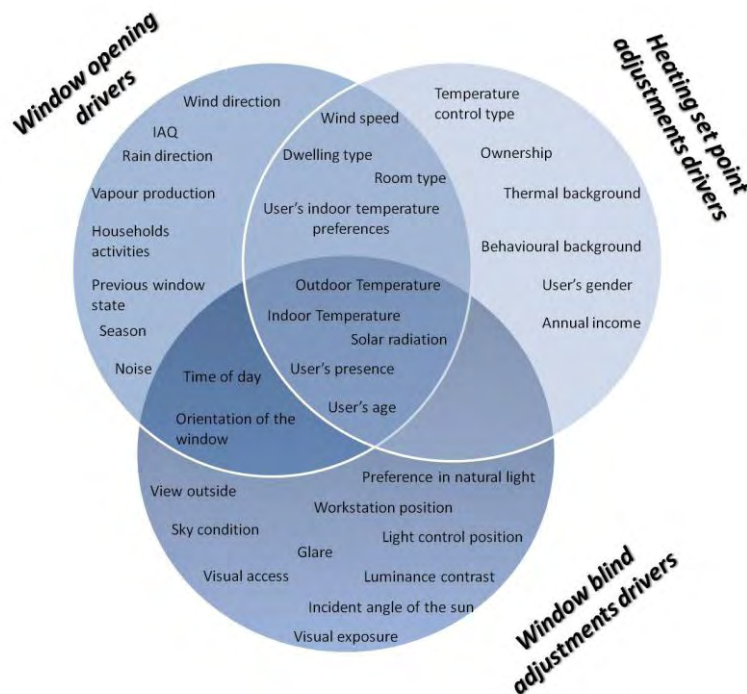 Window opening
drivers
Heating set point
adjustments drivers
Wind direction
IAQ
Rain direction
Vapour production
Households
activities
Previous window
state
Season
Noise
Wind speed
Dwelling type
Room type
User's indoor temperature
preferences
Temperature
control type
Ownership
Thermal background
Behavioural background
User's gender
Annual income
Outdoor Temperature
Indoor Temperature
Solar radiation
User's presence
User's age
Time of day
Orientation of the
window
Preference in natural light
View outside
Workstation position
Sky condition
Light control position
Glare
Visual access
Luminance contrast
Incident angle of the sun
Visual exposure
Window blind
adjustments drivers